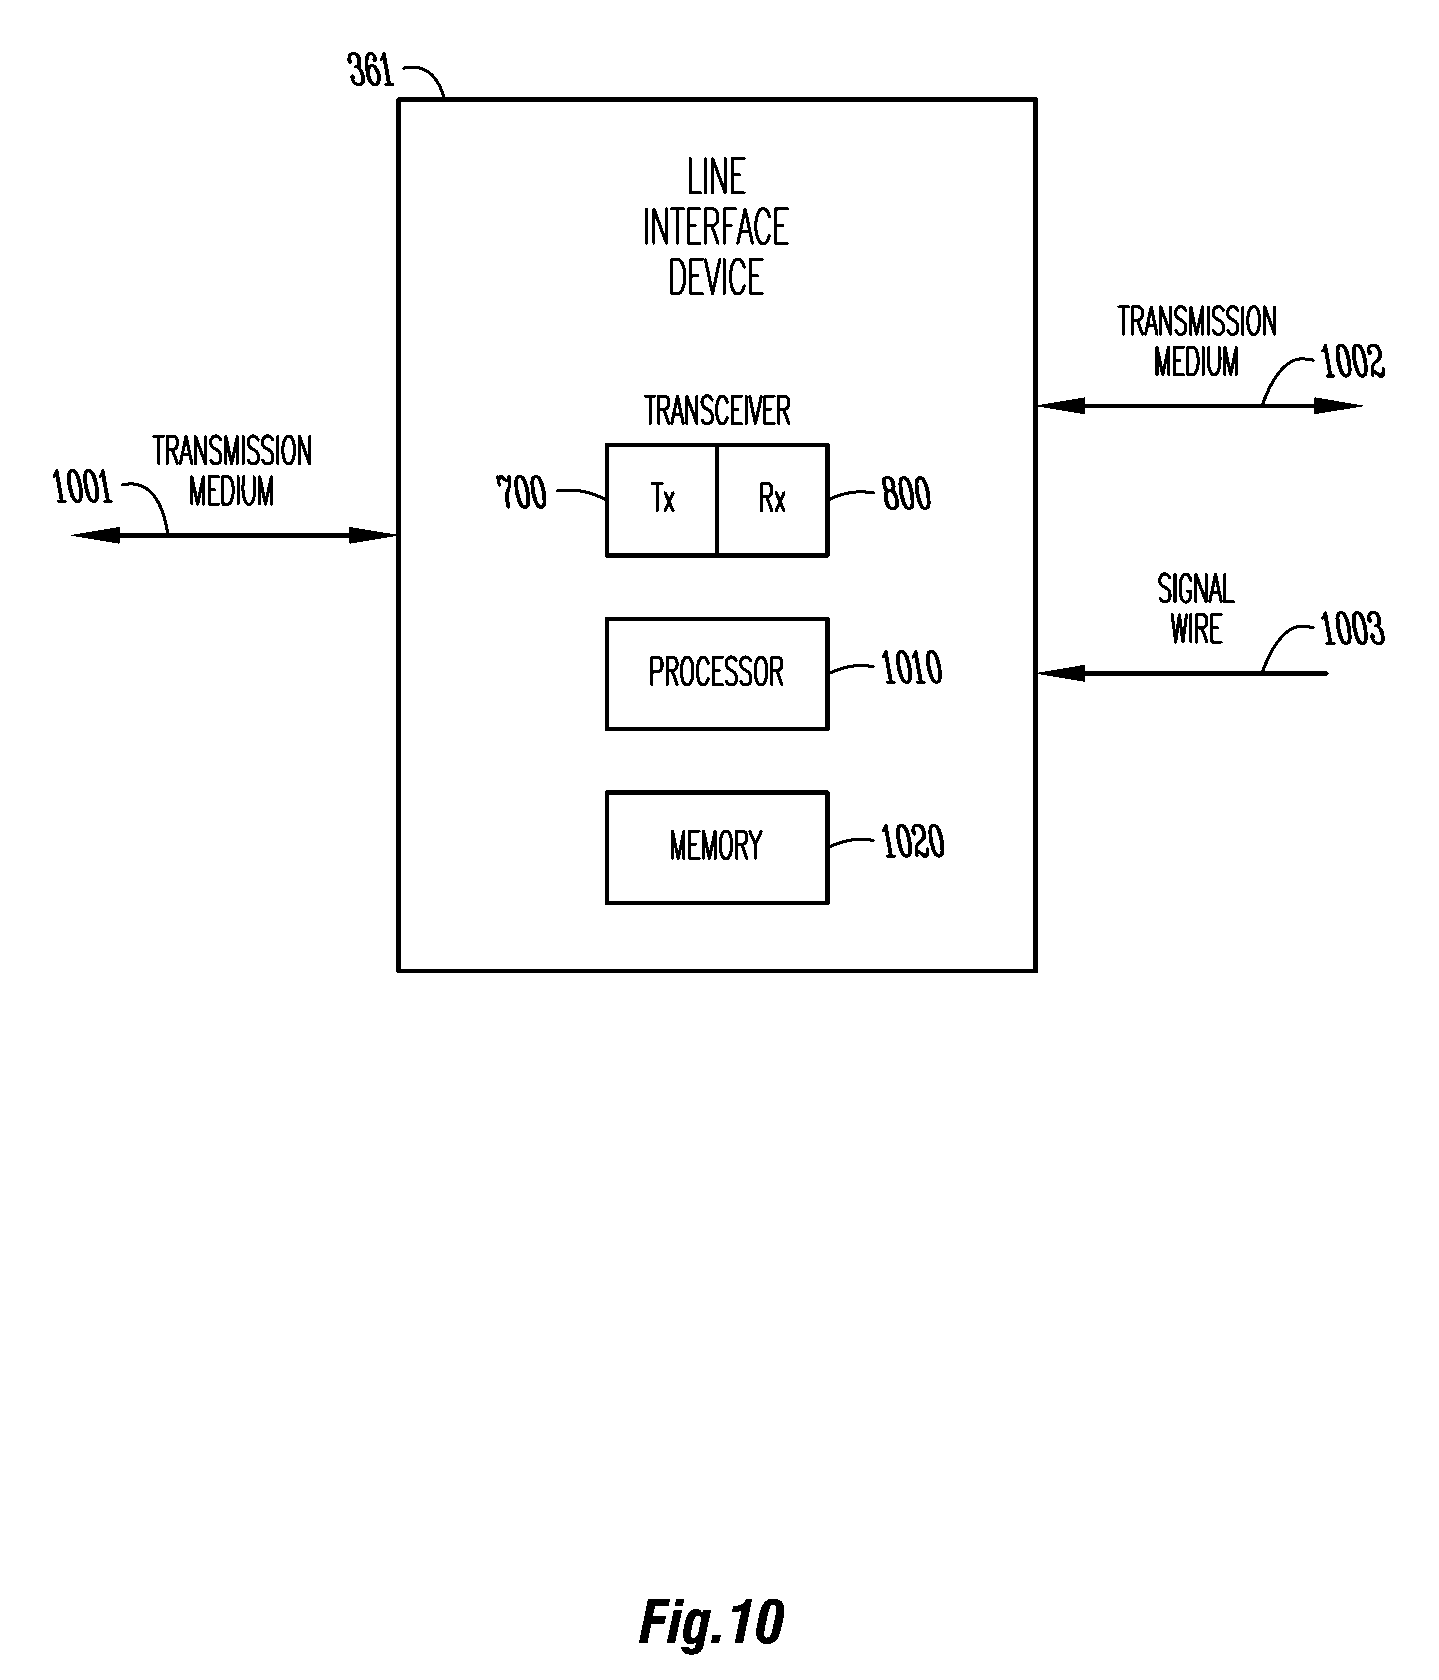 361
LINE
INTERFACE
DEVICE
TRANSMISSION
MEDIUM
1002
TRANSCEIVER
TRANSMISSION
MEDIUM
1001
700
Tx
Rx
800
SIGNAL
WIRE
1003
PROCESSOR
1010
MEMORY
1020
Fig.10